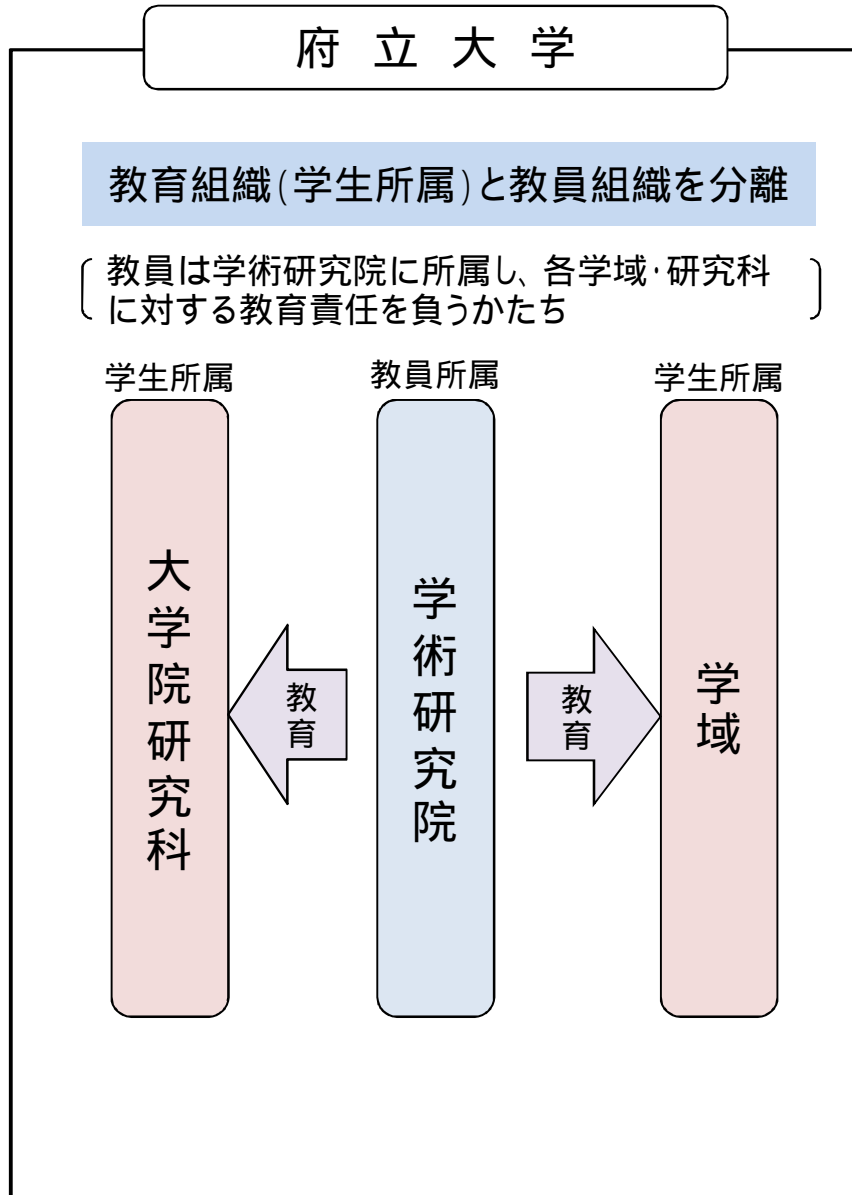 府立大学
教育組織(学生所属)と教員組織を分離
教員は学術研究院に所属し、各学域・研究科
に対する教育責任を負うかたち
学生所属
教員所属
学生所属
大学院研究科
教育
学術研究院
教育
学域